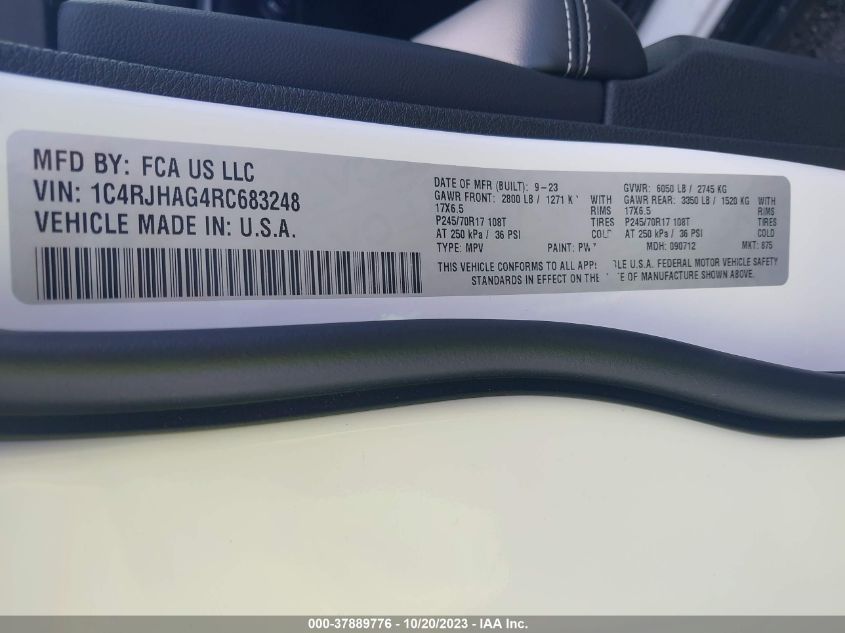 MFD BY: FCA US LLC
VIN: 1C4RJHAG4RC683248
VEHICLE MADE IN: U.S.A.
DATE OF MFR (BUILT): 9-23
GAWR FRONT: 2800 LB / 1271 K WITH
17X6.5 RIMS
P245/70R17 108T TIRES
AT 250 kPa / 36 PSI COLD
TYPE: MPV PAINT: PW
GVWR: 6050 LB / 2745 KG
GAWR REAR: 3350 LB / 1520 KG WITH
17X6.5 RIMS
P245/70R17 108T TIRES
AT 250 kPa / 36 PSI COLD
MDH: 090712 MKT: 875
THIS VEHICLE CONFORMS TO ALL U.S.A. FEDERAL MOTOR VEHICLE SAFETY
STANDARDS IN EFFECT ON OF MANUFACTURE SHOWN ABOVE.
000-37889776 - 10/20/2023 - IAA Inc.